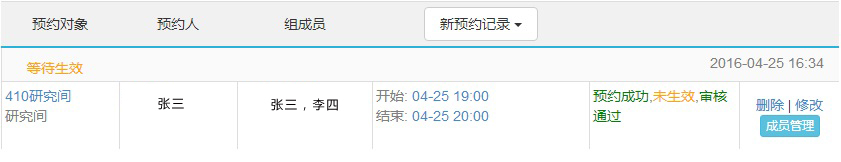 预约对象 预约人 组成员 新预约记录
等待生效 2016-04-25 16:34
410研究间 张三 张三，李四 开始: 04-25 19:00 预约成功,未生效,审核 删除 | 修改
研究间 结束: 04-25 20:00 通过 成员管理